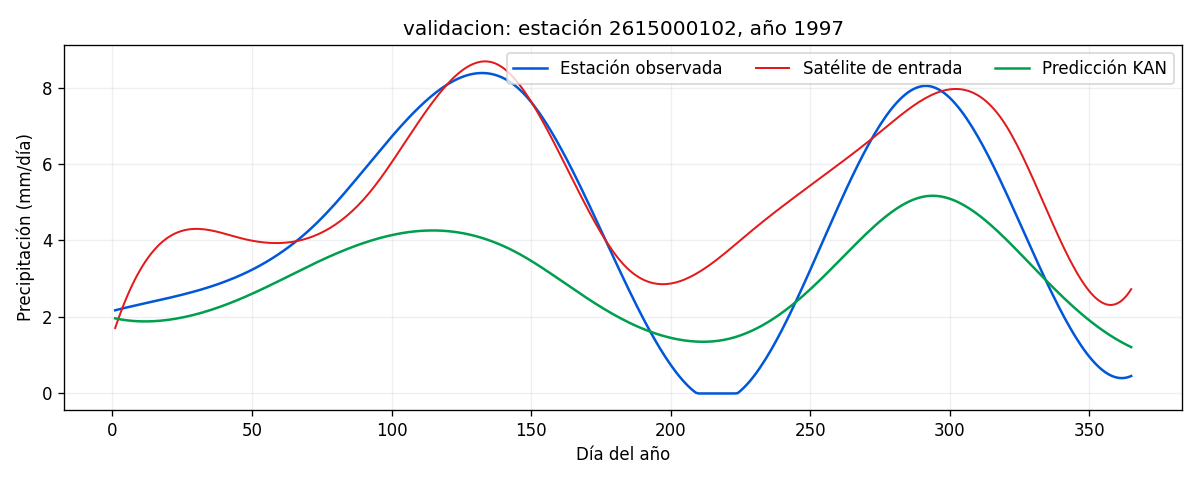 validacion: estación 2615000102, año 1997
Estación observada
Satélite de entrada
Predicción KAN
Precipitación (mm/día)
8
6
4
2
0
0 50 100 150 200 250 300 350
Día del año